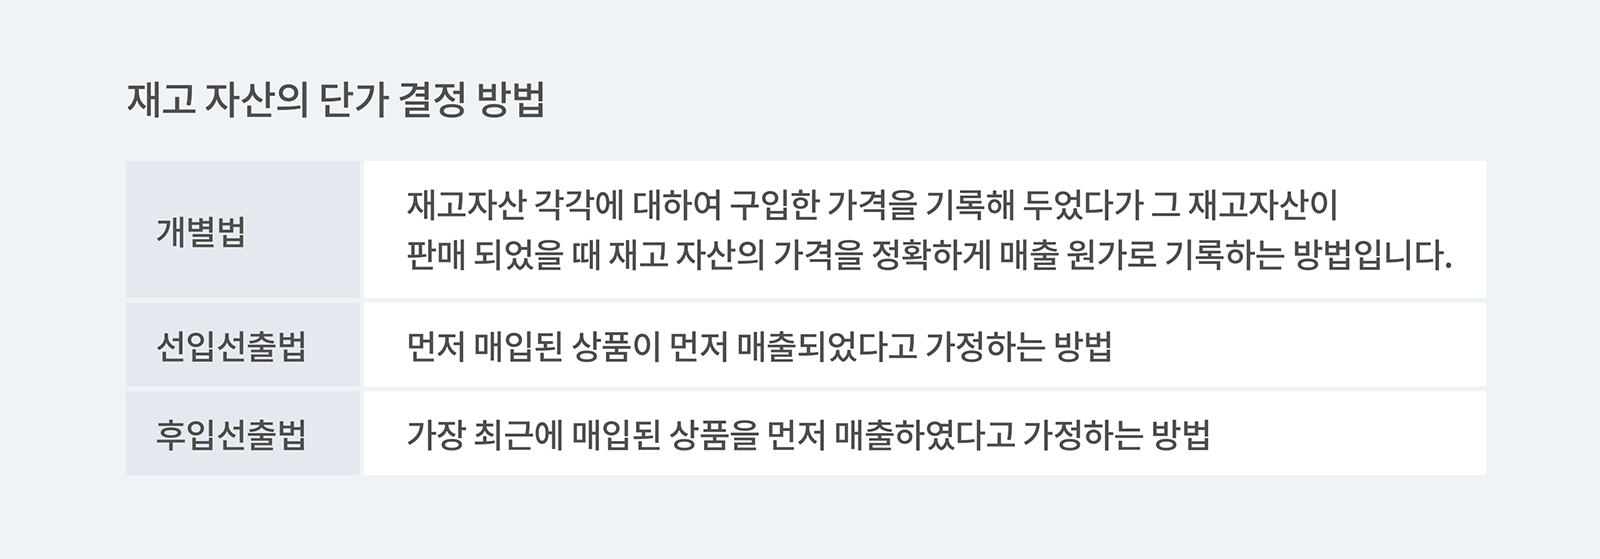 재고 자산의 단가 결정 방법
개별법
재고자산 각각에 대하여 구입한 가격을 기록해 두었다가 그 재고자산이
판매 되었을 때 재고 자산의 가격을 정확하게 매출 원가로 기록하는 방법입니다.
선입선출법
먼저 매입된 상품이 먼저 매출되었다고 가정하는 방법
후입선출법
가장 최근에 매입된 상품을 먼저 매출하였다고 가정하는 방법